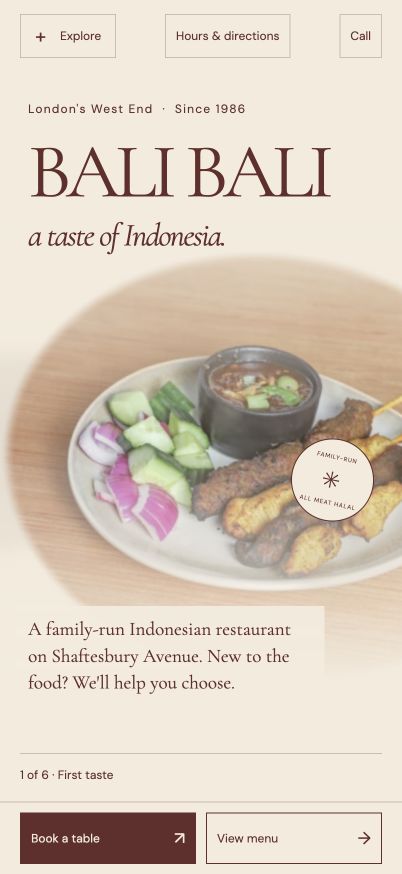 + Explore
Hours & directions
Call
London's West End · Since 1986
BALI BALI
a taste of Indonesia.
FAMILY-RUN
ALL MEAT HALAL
A family-run Indonesian restaurant
on Shaftesbury Avenue. New to the
food? We'll help you choose.
1 of 6 · First taste
Book a table
View menu